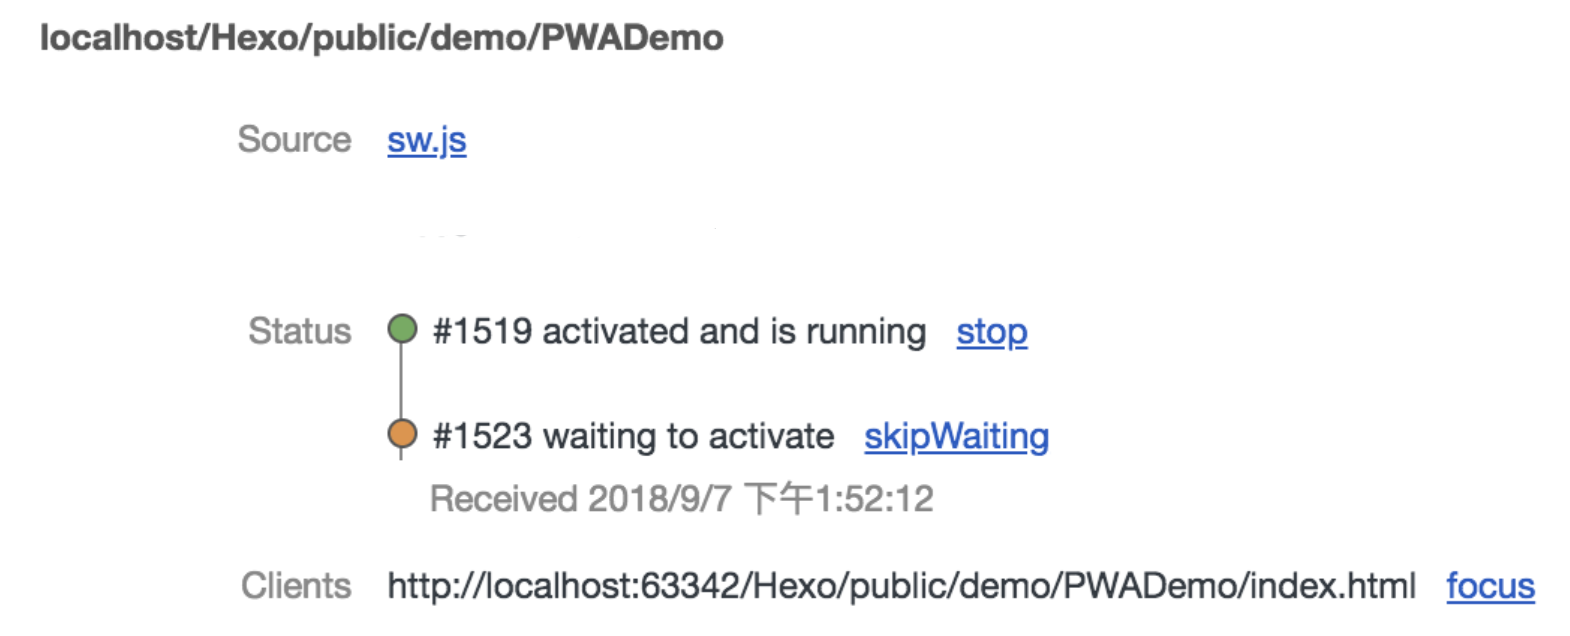 localhost/Hexo/public/demo/PWADemo
Source sw.js
Status #1519 activated and is running stop
#1523 waiting to activate skipWaiting
Received 2018/9/7 下午1:52:12
Clients http://localhost:63342/Hexo/public/demo/PWADemo/index.html focus